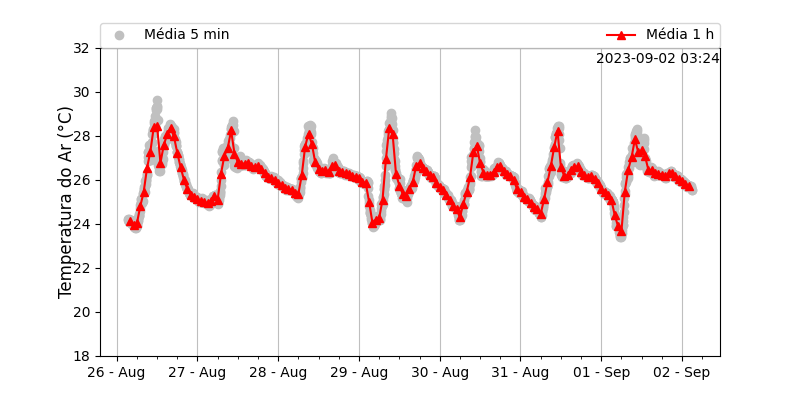 Média 5 min
Média 1 h
2023-09-02 03:24
Temperatura do Ar (°C)
32
30
28
26
24
22
20
18
26 - Aug
27 - Aug
28 - Aug
29 - Aug
30 - Aug
31 - Aug
01 - Sep
02 - Sep